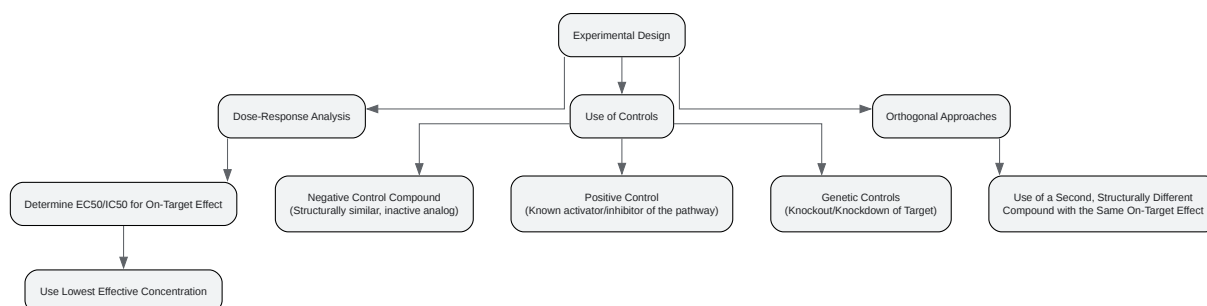 Experimental Design
Dose-Response Analysis
Use of Controls
Orthogonal Approaches
Determine EC50/IC50 for On-Target Effect
Negative Control Compound
(Structurally similar, inactive analog)
Positive Control
(Known activator/inhibitor of the pathway)
Genetic Controls
(Knockout/Knockdown of Target)
Use of a Second, Structurally Different
Compound with the Same On-Target Effect
Use Lowest Effective Concentration